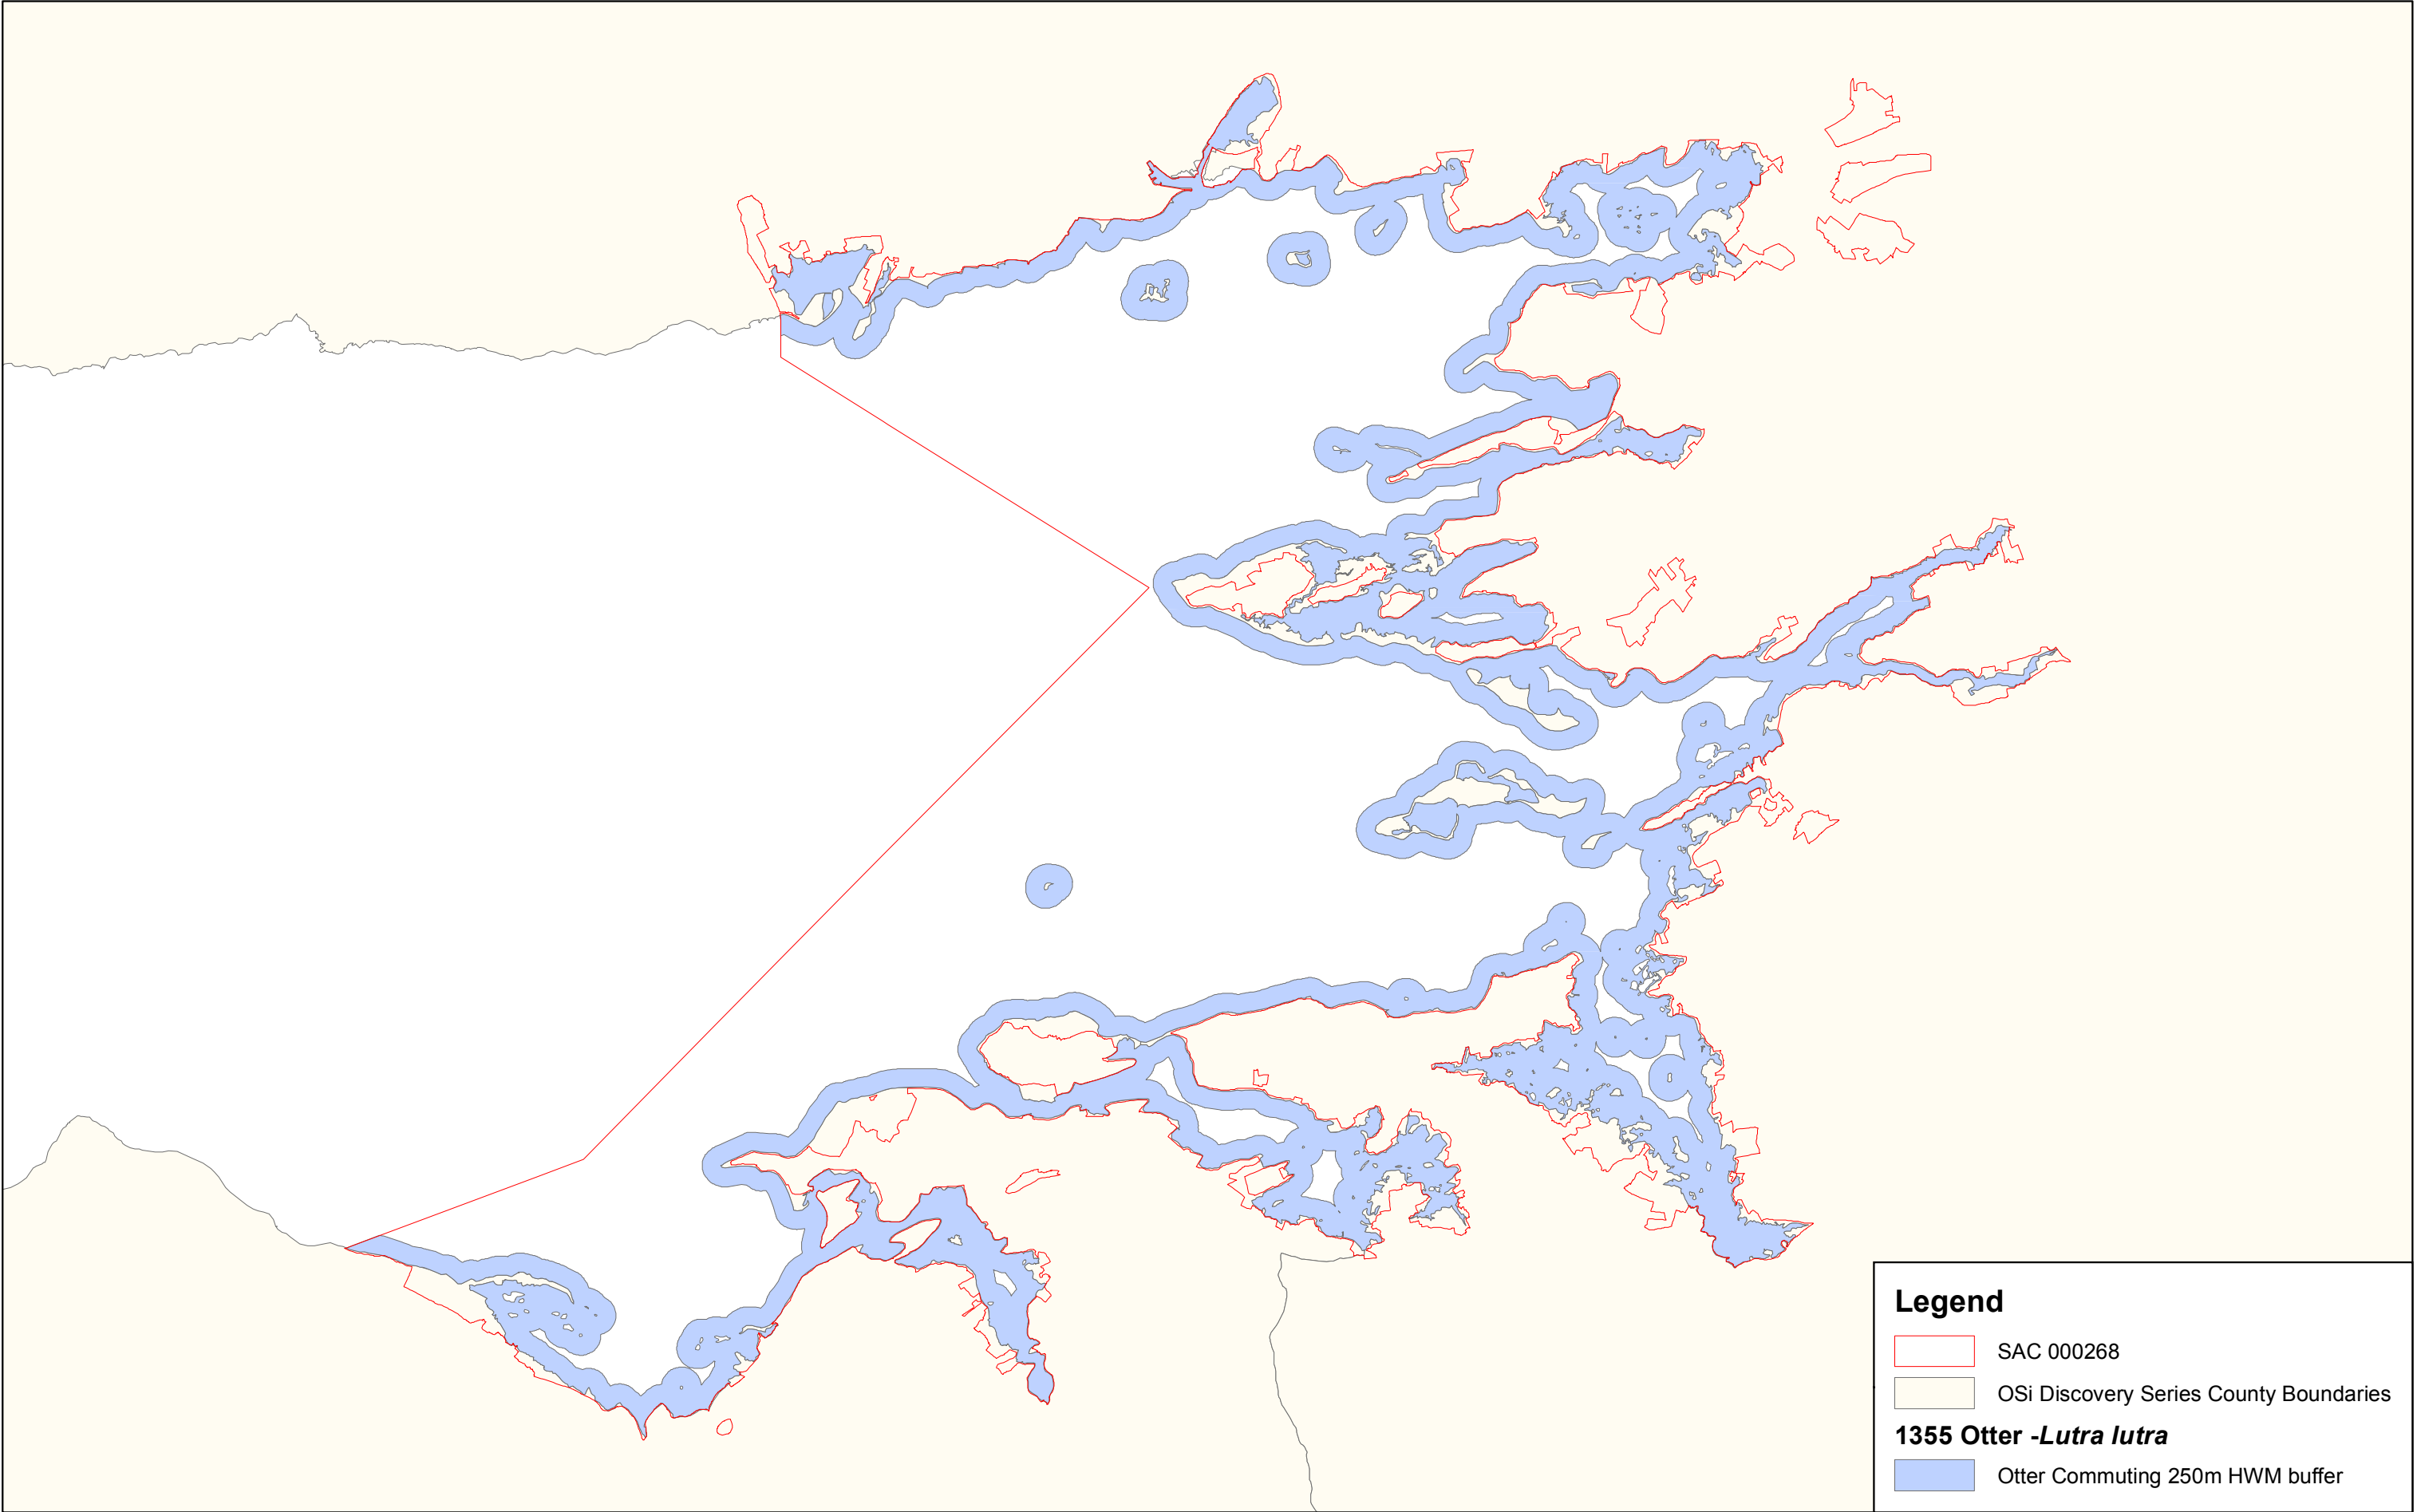 Legend
SAC 000268
OSi Discovery Series County Boundaries
1355 Otter -Lutra lutra
Otter Commuting 250m HWM buffer